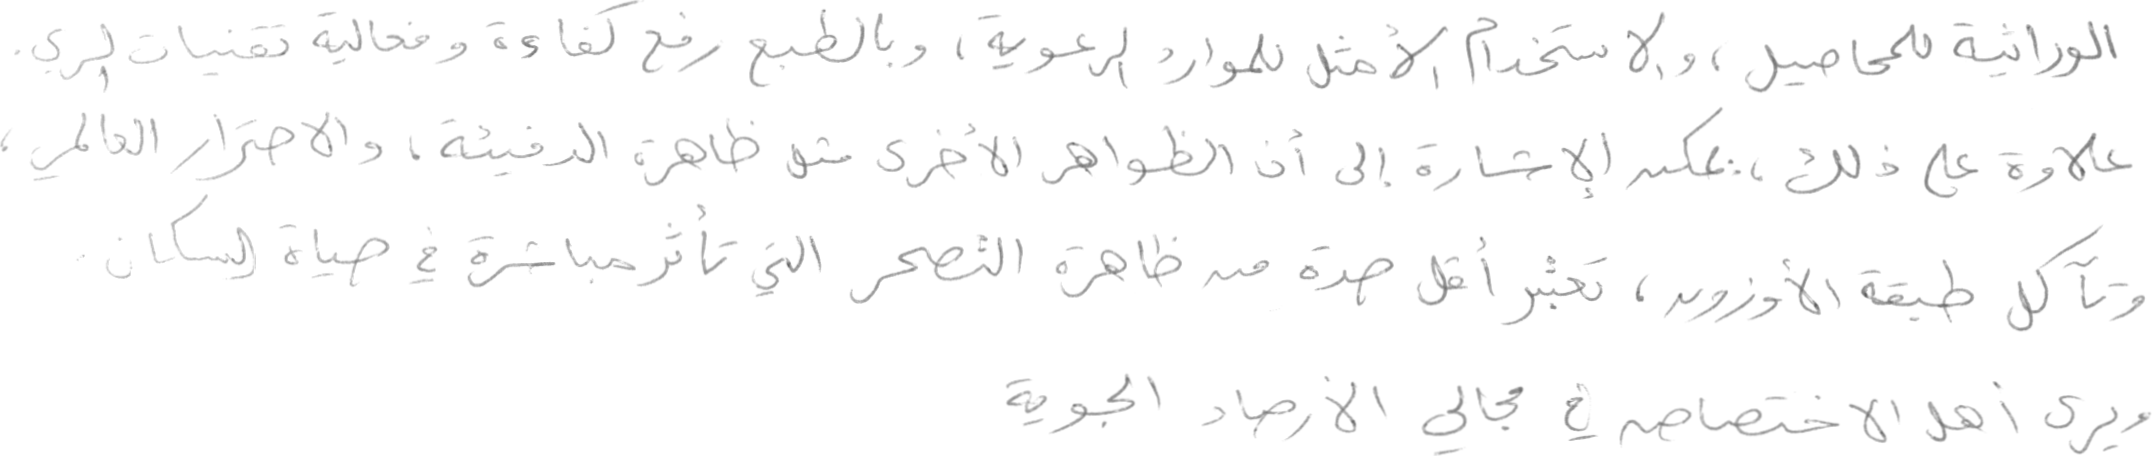 الوراثية للمحاصيل، والاستخدام الأمثل للموارد الرعوية، وبالطبع رفع كفاءة وفعالية تقنيات الري.
علاوة على ذلك، يمكن الإشارة إلى أن الظواهر الأخرى مثل ظاهرة الدفيئة، والاحترار العالمي،
وتآكل طبقة الأوزون، تعتبر أقل حدة من ظاهرة التصحر التي تأثر مباشرة في حياة السكان.
ويرى أهل الاختصاص في مجالي الأرصاد الجوية